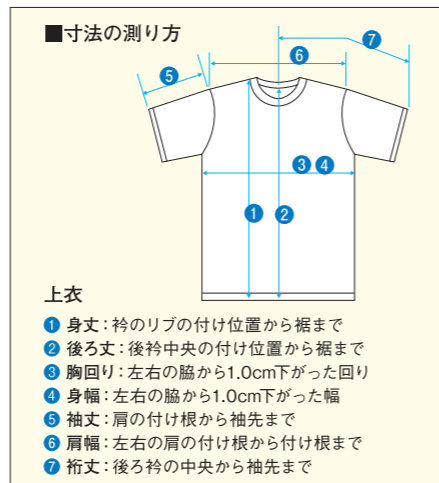 ■寸法の測り方
⑦
⑥
⑤
③ ④
① ②
上衣
① 身丈：衿のリブの付け位置から裾まで
② 後ろ丈：後衿中央の付け位置から裾まで
③ 胸回り：左右の脇から1.0cm下がった回り
④ 身幅：左右の脇から1.0cm下がった幅
⑤ 袖丈：肩の付け根から袖先まで
⑥ 肩幅：左右の肩の付け根から付け根まで
⑦ 裄丈：後ろ衿の中央から袖先まで